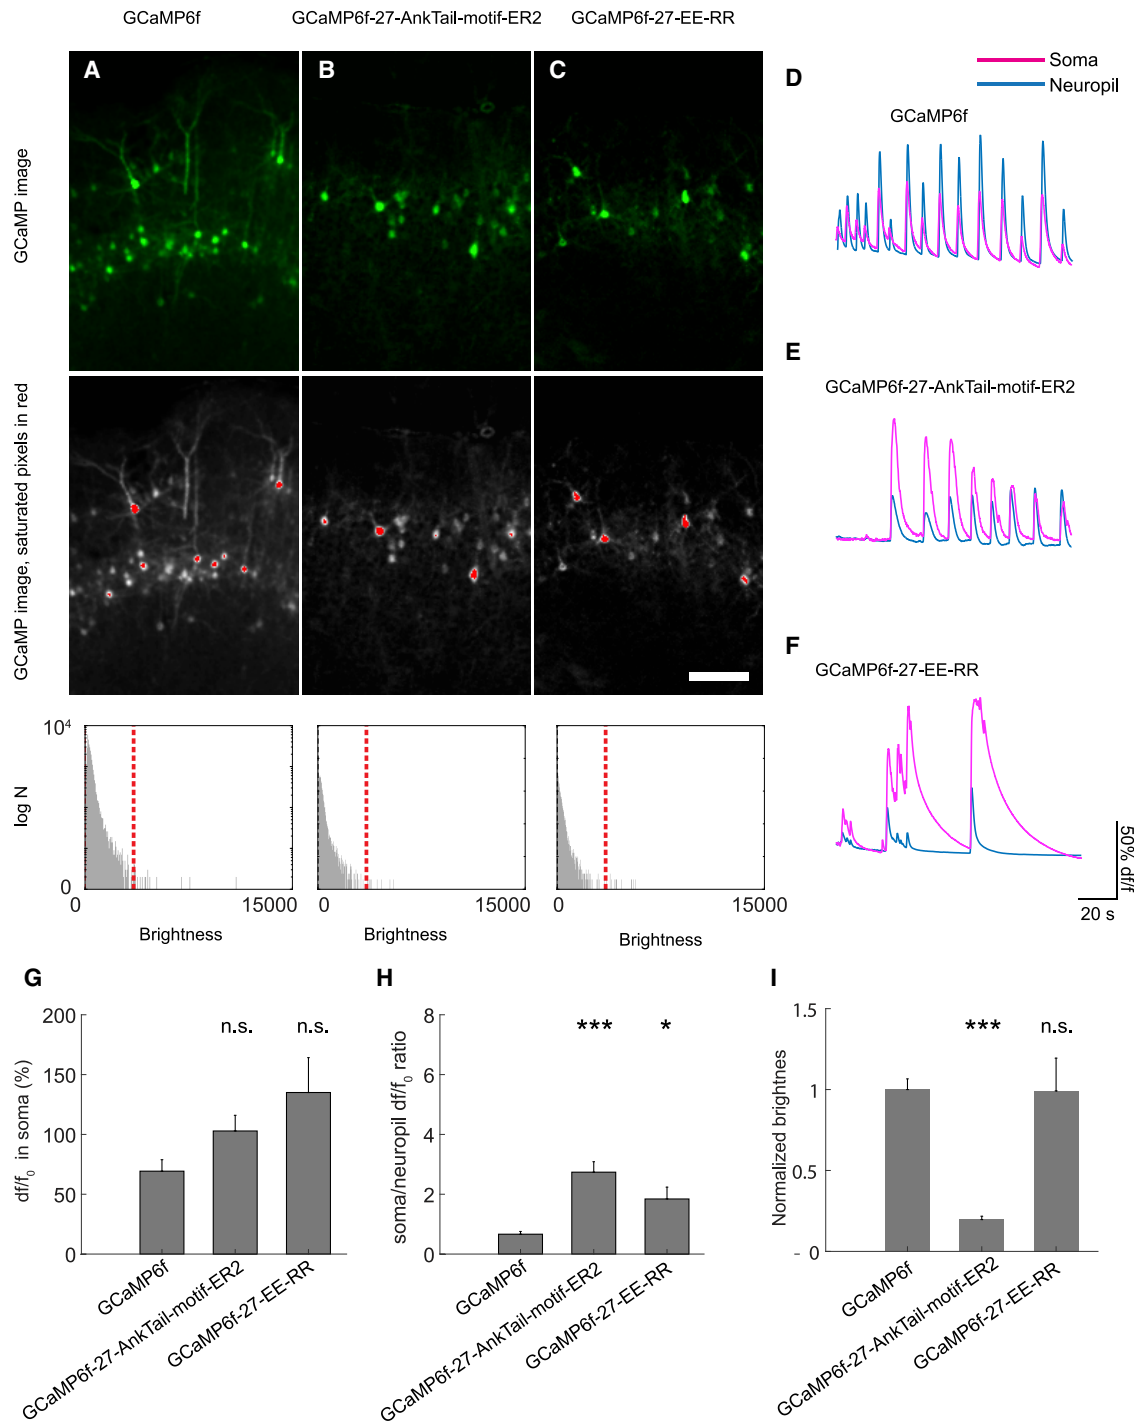 GCaMP6f
GCaMP6f-27-AnkTail-motif-ER2
GCaMP6f-27-EE-RR
A
B
C
GCaMP image
GCaMP image, saturated pixels in red
10⁴
log N
0
0
15000
Brightness
0
15000
Brightness
0
15000
Brightness
D
Soma
Neuropil
GCaMP6f
E
GCaMP6f-27-AnkTail-motif-ER2
F
GCaMP6f-27-EE-RR
50% df/f
20 s
G
200
150
100
50
0
df/f₀ in soma (%)
n.s.
n.s.
GCaMP6f
GCaMP6f-27-AnkTail-motif-ER2
GCaMP6f-27-EE-RR
H
8
6
4
2
0
soma/neuropil df/f₀ ratio
***
*
GCaMP6f
GCaMP6f-27-AnkTail-motif-ER2
GCaMP6f-27-EE-RR
I
1.5
1
0.5
- 0
Normalized brightnes
***
n.s.
GCaMP6f
GCaMP6f-27-AnkTail-motif-ER2
GCaMP6f-27-EE-RR